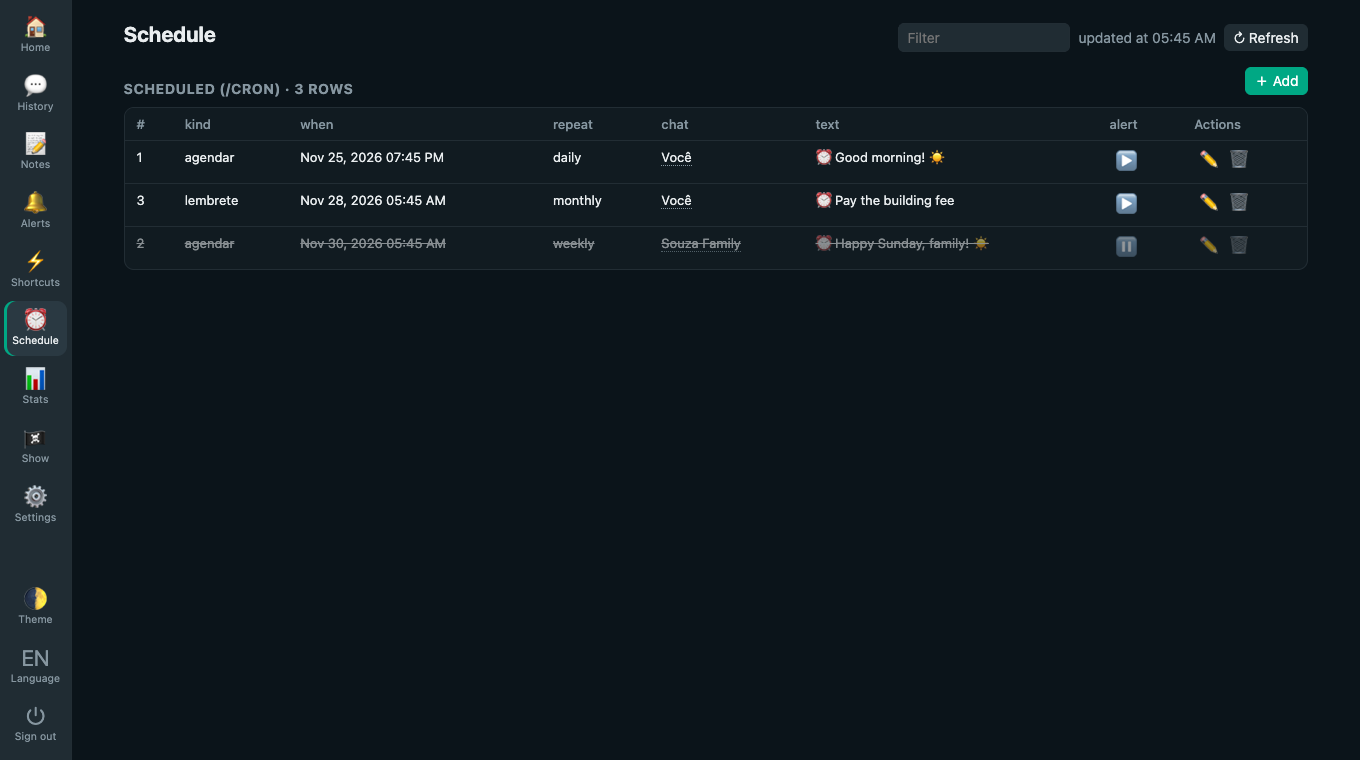 Home
History
Notes
Alerts
Shortcuts
Schedule
Stats
Show
Settings
Theme
EN
Language
Sign out
Schedule
Filter
updated at 05:45 AM
Refresh
SCHEDULED (/CRON) · 3 ROWS
+ Add
# kind when repeat chat text alert Actions
1 agendar Nov 25, 2026 07:45 PM daily Você ⏰ Good morning! ☀️
3 lembrete Nov 28, 2026 05:45 AM monthly Você ⏰ Pay the building fee
2 agendar Nov 30, 2026 05:45 AM weekly Souza Family ⏰ Happy Sunday, family! ☀️